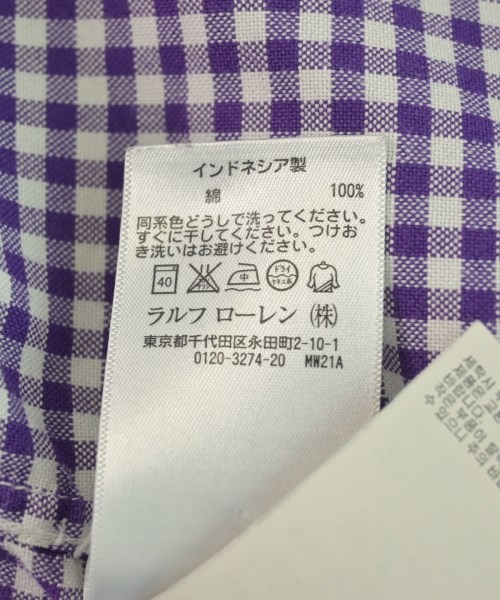 インドネシア製
綿 100%
同系色どうしで洗ってください。
すぐに干してください。つけお
き洗いはお避けください。
40 中 ドライ セキユ系
ラルフ ローレン (株)
東京都千代田区永田町2-10-1
0120-3274-20 MW21A